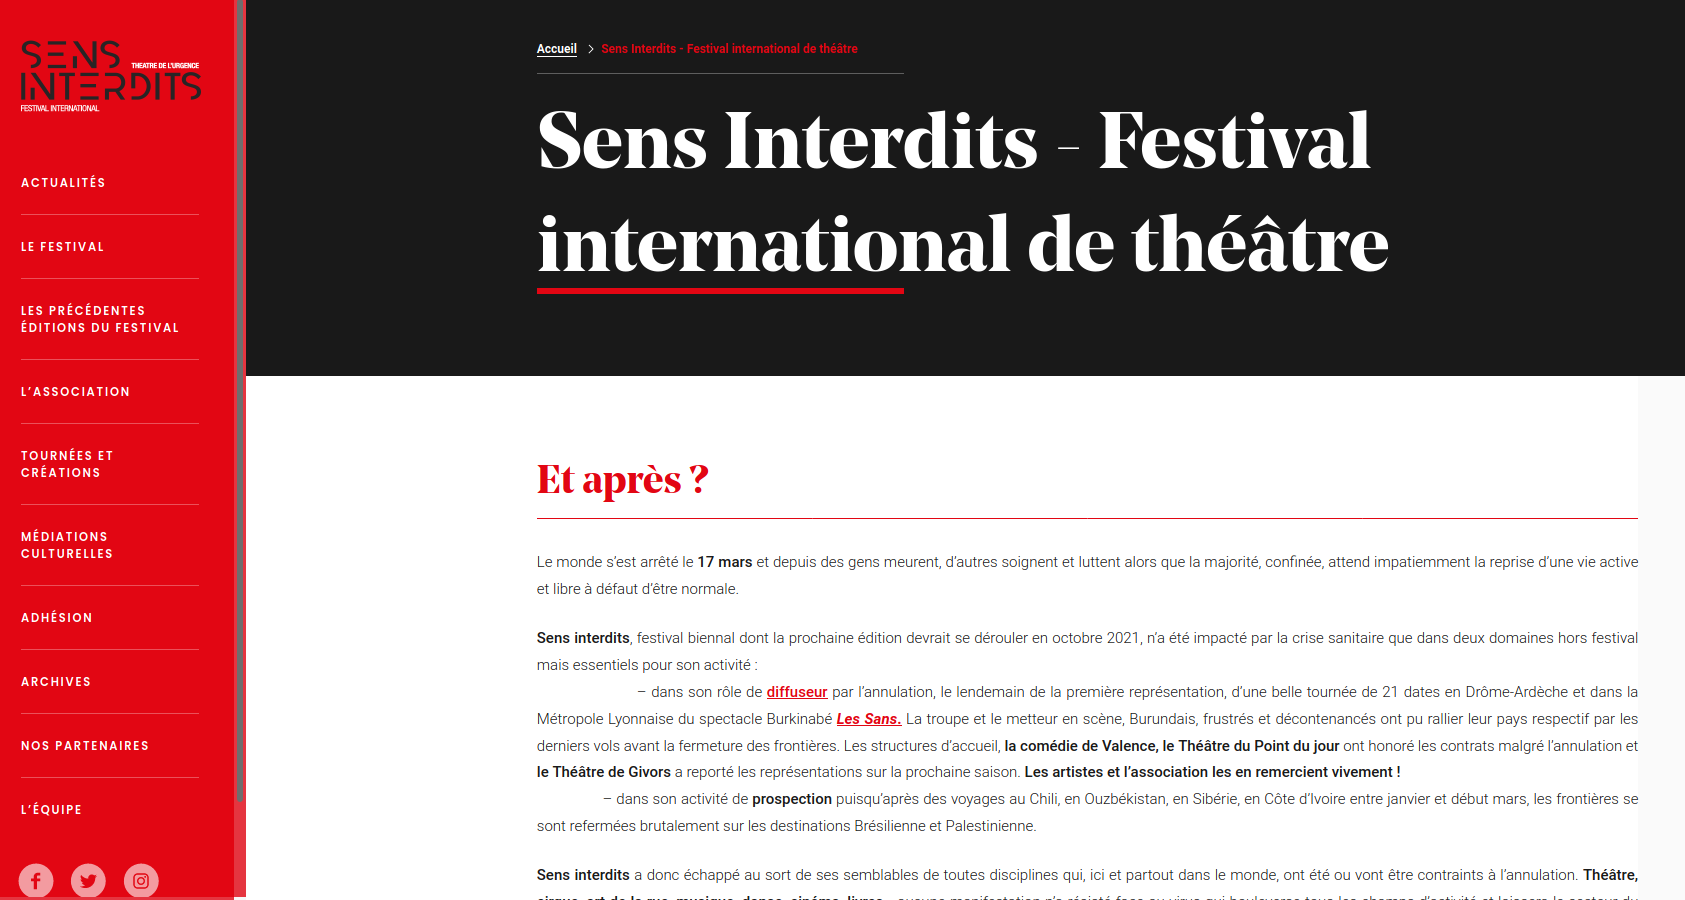 SENS
THEATRE DE L'URGENCE
INTERDITS
FESTIVAL INTERNATIONAL
ACTUALITÉS
LE FESTIVAL
LES PRÉCÉDENTES
ÉDITIONS DU FESTIVAL
L’ASSOCIATION
TOURNÉES ET
CRÉATIONS
MÉDIATIONS
CULTURELLES
ADHÉSION
ARCHIVES
NOS PARTENAIRES
L’ÉQUIPE
Accueil > Sens Interdits - Festival international de théâtre
Sens Interdits - Festival
international de théâtre
Et après ?
Le monde s’est arrêté le 17 mars et depuis des gens meurent, d’autres soignent et luttent alors que la majorité, confinée, attend impatiemment la reprise d’une vie active
et libre à défaut d’être normale.
Sens interdits, festival biennal dont la prochaine édition devrait se dérouler en octobre 2021, n’a été impacté par la crise sanitaire que dans deux domaines hors festival
mais essentiels pour son activité :
– dans son rôle de diffuseur par l’annulation, le lendemain de la première représentation, d’une belle tournée de 21 dates en Drôme-Ardèche et dans la
Métropole Lyonnaise du spectacle Burkinabé Les Sans. La troupe et le metteur en scène, Burundais, frustrés et décontenancés ont pu rallier leur pays respectif par les
derniers vols avant la fermeture des frontières. Les structures d’accueil, la comédie de Valence, le Théâtre du Point du jour ont honoré les contrats malgré l’annulation et
le Théâtre de Givors a reporté les représentations sur la prochaine saison. Les artistes et l’association les en remercient vivement !
– dans son activité de prospection puisqu’après des voyages au Chili, en Ouzbékistan, en Sibérie, en Côte d’Ivoire entre janvier et début mars, les frontières se
sont refermées brutalement sur les destinations Brésilienne et Palestinienne.
Sens interdits a donc échappé au sort de ses semblables de toutes disciplines qui, ici et partout dans le monde, ont été ou vont être contraints à l’annulation. Théâtre,